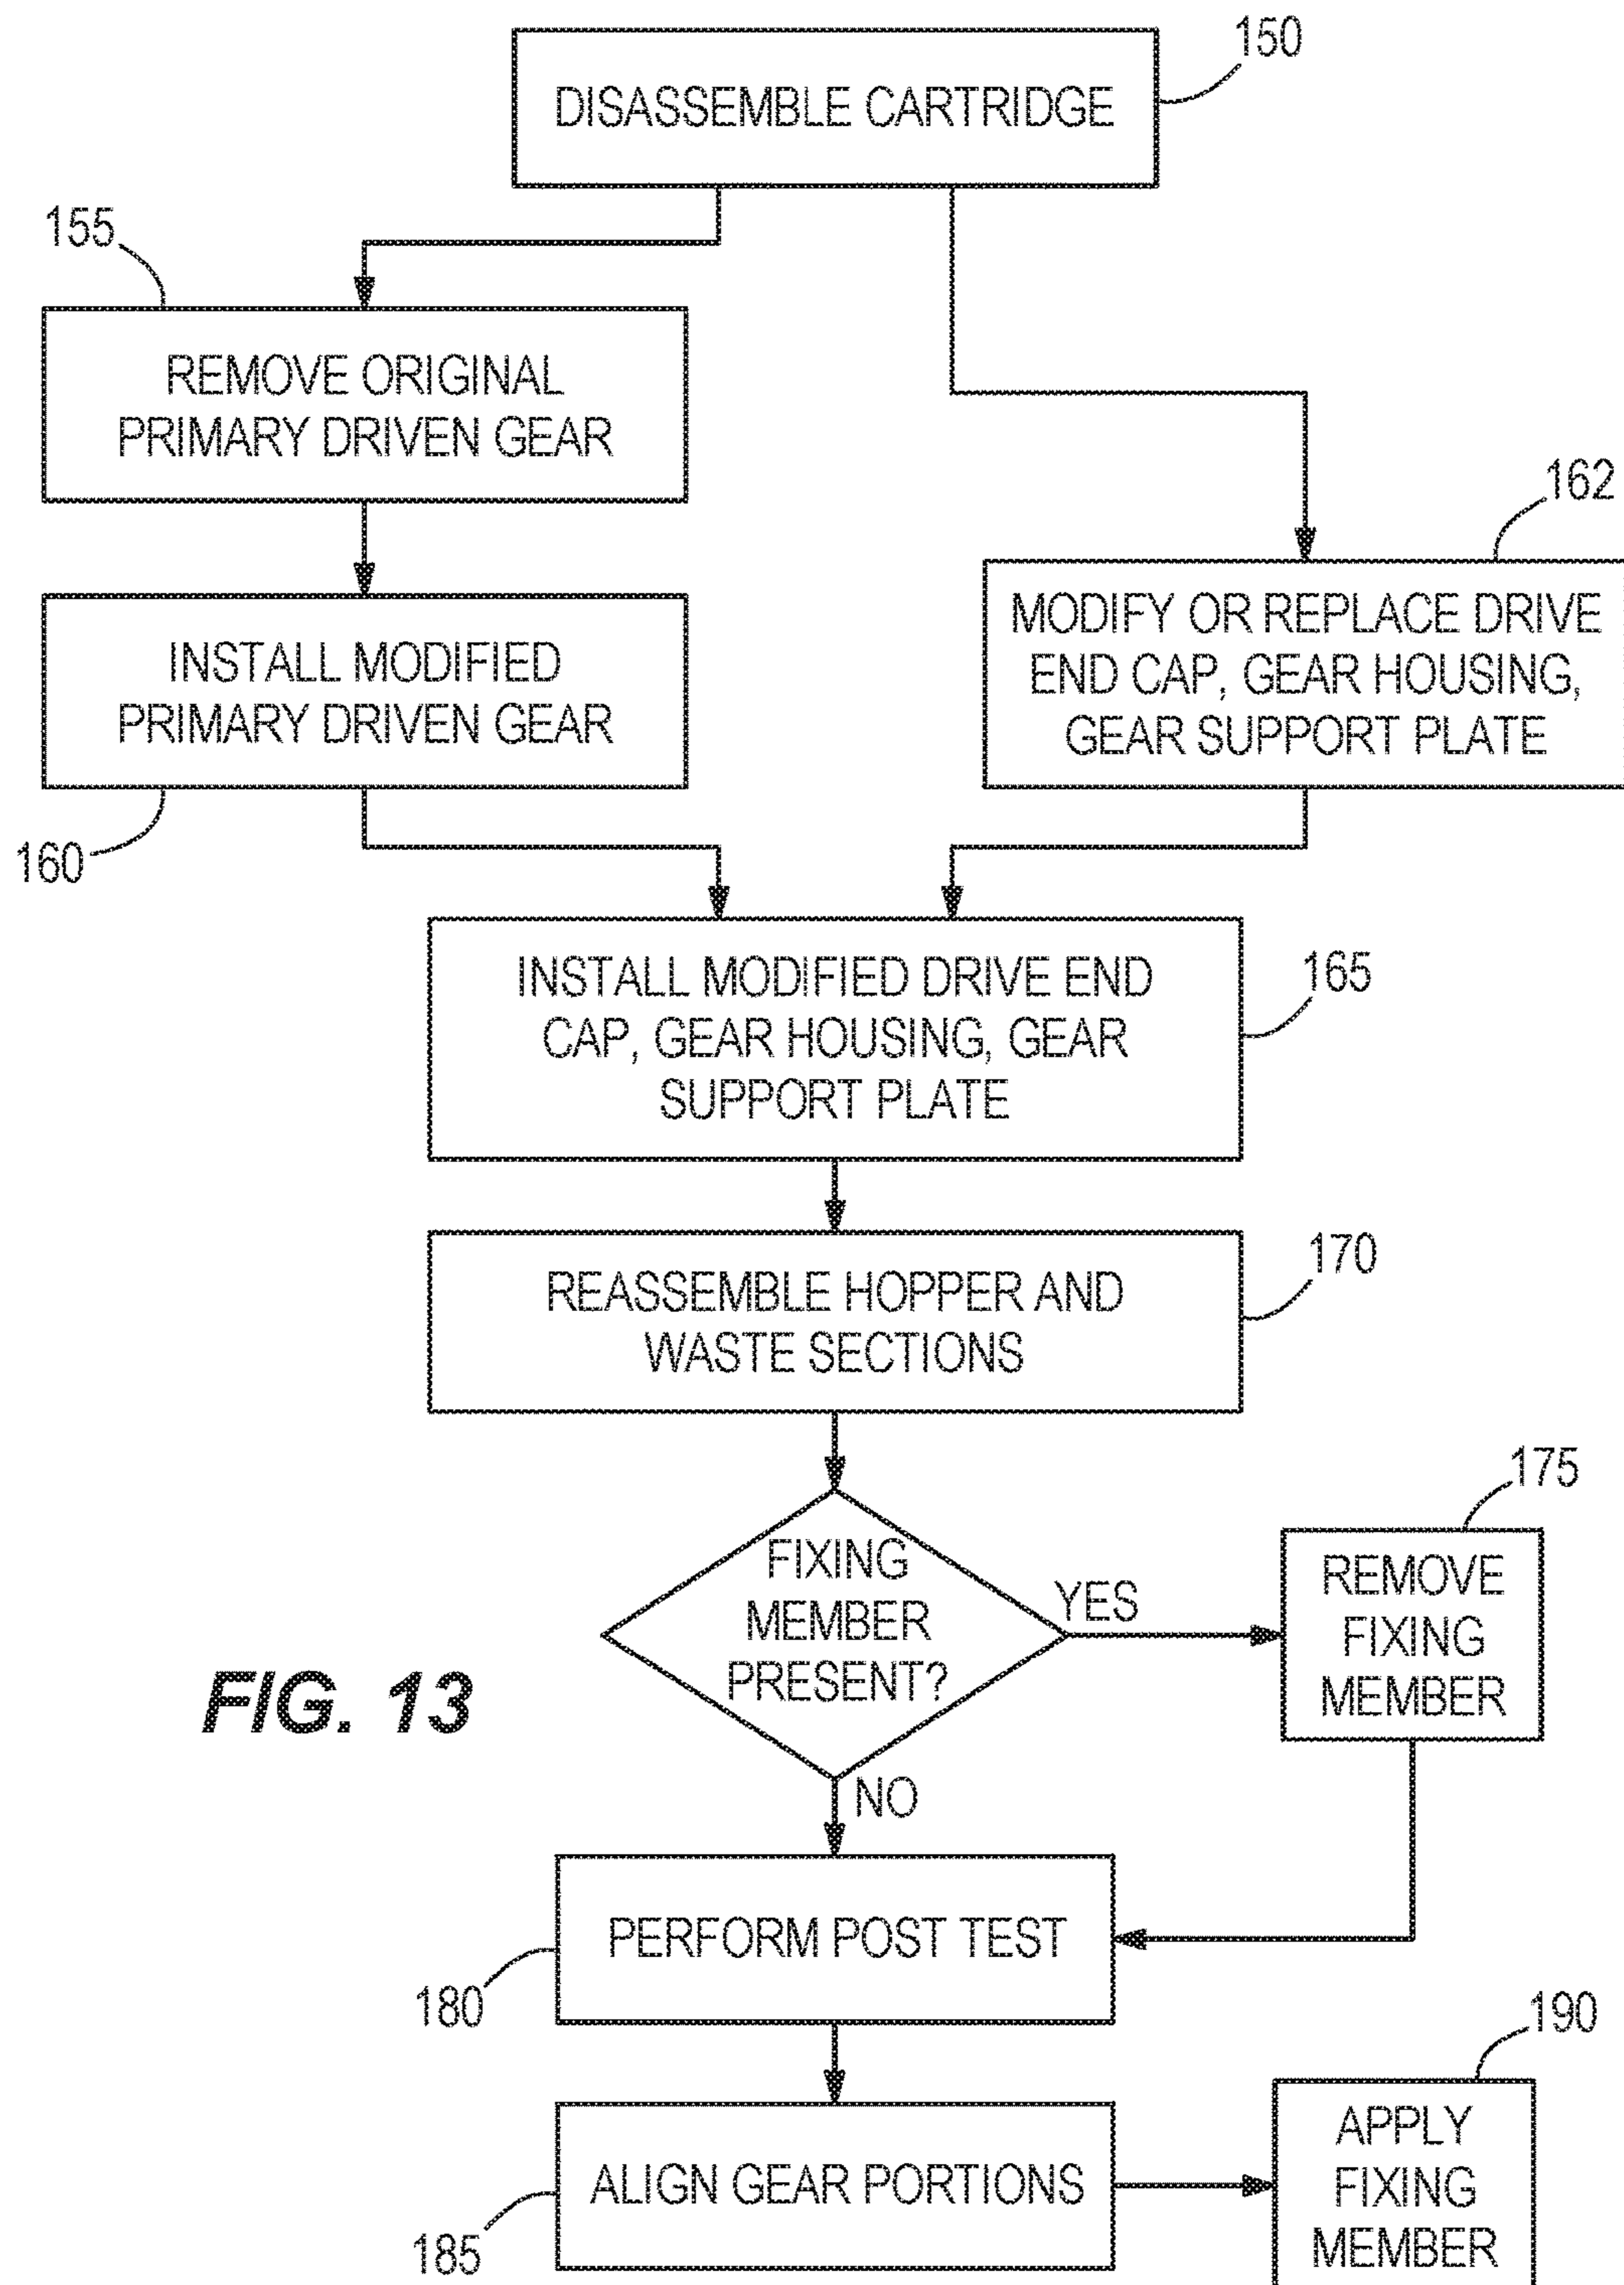 150
DISASSEMBLE CARTRIDGE
155
REMOVE ORIGINAL
PRIMARY DRIVEN GEAR
162
MODIFY OR REPLACE DRIVE
END CAP, GEAR HOUSING,
GEAR SUPPORT PLATE
INSTALL MODIFIED
PRIMARY DRIVEN GEAR
160
165
INSTALL MODIFIED DRIVE END
CAP, GEAR HOUSING, GEAR
SUPPORT PLATE
170
REASSEMBLE HOPPER AND
WASTE SECTIONS
FIXING
MEMBER
PRESENT?
YES
175
REMOVE
FIXING
MEMBER
FIG. 13
NO
PERFORM POST TEST
180
ALIGN GEAR PORTIONS
185
190
APPLY
FIXING
MEMBER